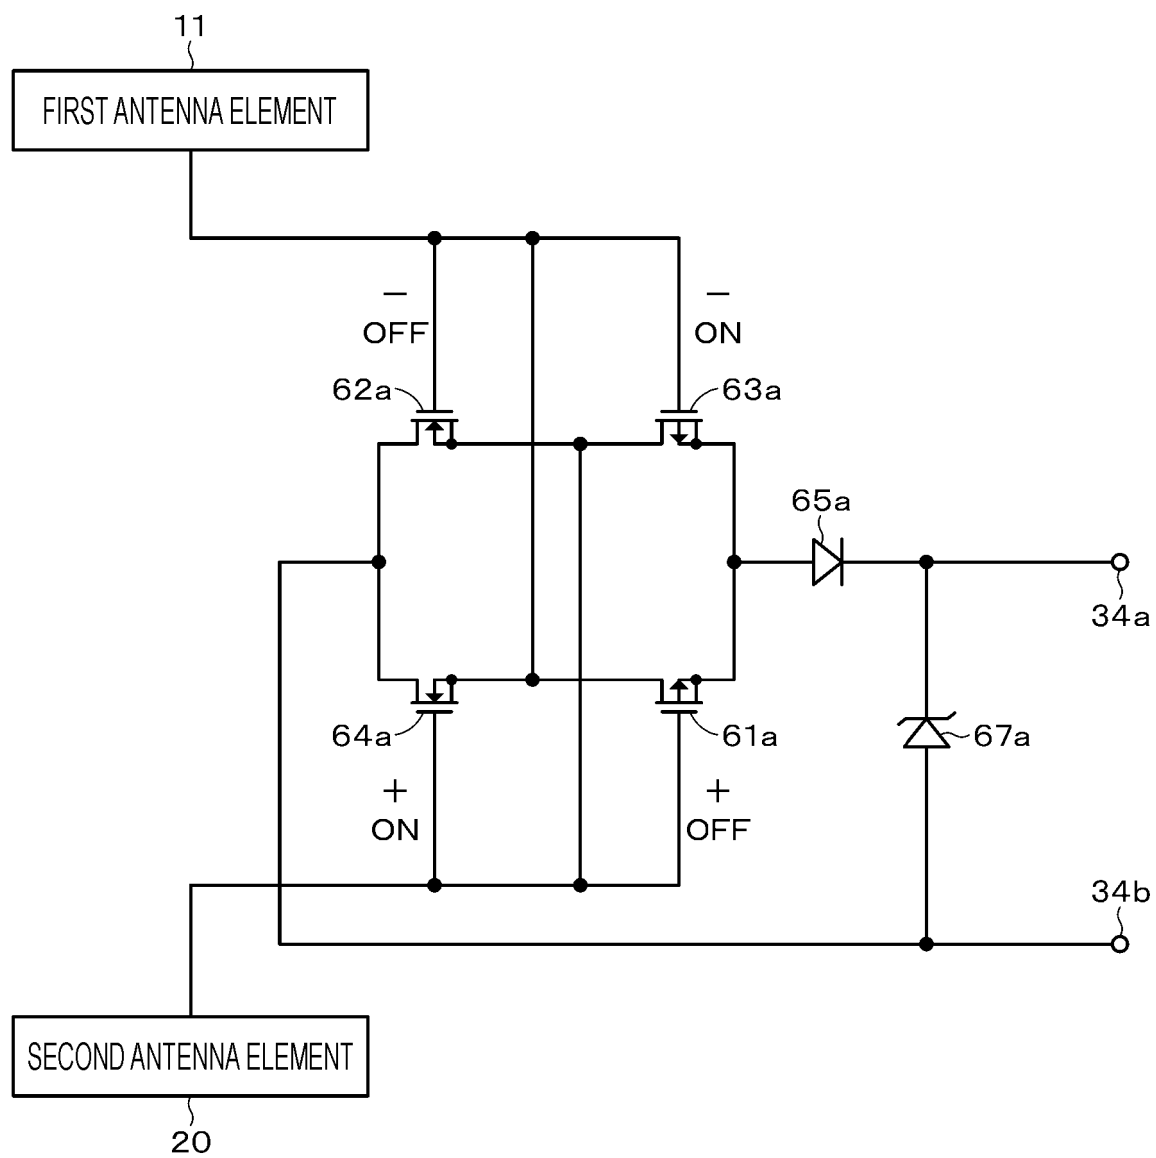 11
FIRST ANTENNA ELEMENT
− −
OFF ON
62a 63a
65a
34a
64a 61a 67a
+ +
ON OFF
34b
SECOND ANTENNA ELEMENT
20